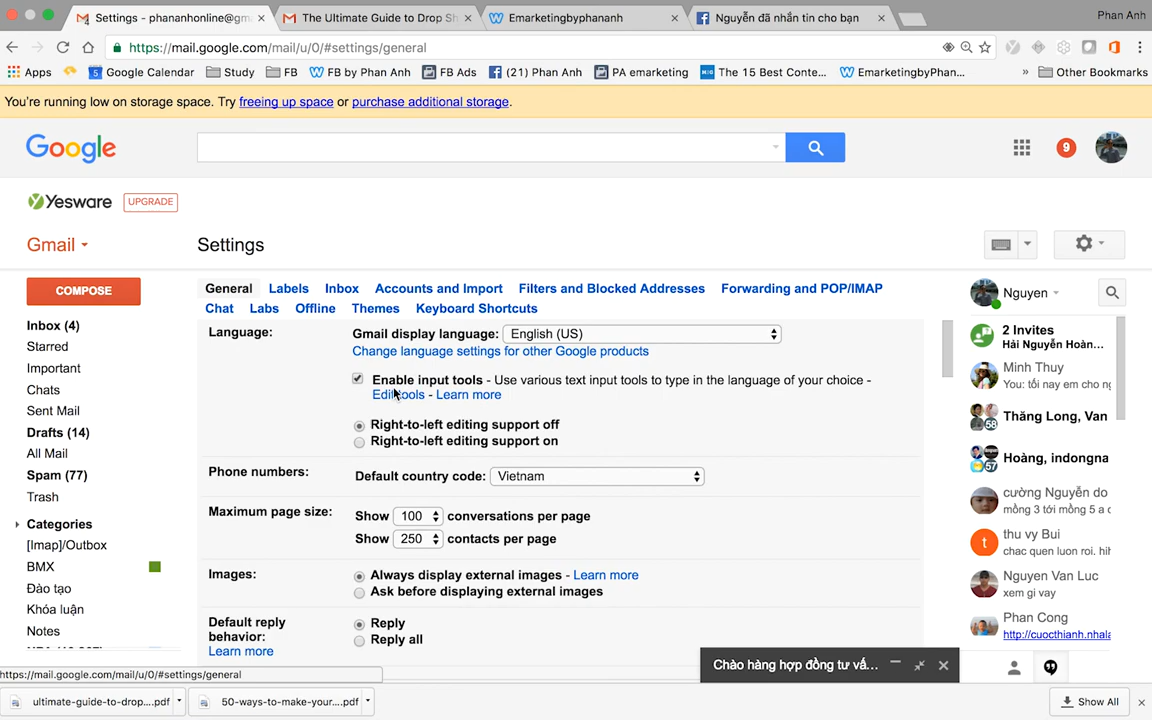 Settings - phananhonline@gm
The Ultimate Guide to Drop Sh
Emarketingbyphananh
Nguyễn đã nhắn tin cho bạn
Phan Anh
https://mail.google.com/mail/u/0/#settings/general
Apps
Google Calendar
Study
FB
FB by Phan Anh
FB Ads
(21) Phan Anh
PA emarketing
The 15 Best Conte...
EmarketingbyPhan...
» Other Bookmarks
You're running low on storage space. Try freeing up space or purchase additional storage.
Google
9
Yesware UPGRADE
Gmail
Settings
COMPOSE
Inbox (4)
Starred
Important
Chats
Sent Mail
Drafts (14)
All Mail
Spam (77)
Trash
Categories
[Imap]/Outbox
BMX
Đào tạo
Khóa luận
Notes
General Labels Inbox Accounts and Import Filters and Blocked Addresses Forwarding and POP/IMAP
Chat Labs Offline Themes Keyboard Shortcuts
Language:
Gmail display language: English (US)
Change language settings for other Google products
Enable input tools - Use various text input tools to type in the language of your choice -
Edit tools - Learn more
Right-to-left editing support off
Right-to-left editing support on
Phone numbers:
Default country code: Vietnam
Maximum page size:
Show 100 conversations per page
Show 250 contacts per page
Images:
Always display external images - Learn more
Ask before displaying external images
Default reply
behavior:
Learn more
Reply
Reply all
Nguyen
2 Invites
Hải Nguyễn Hoàn...
Minh Thuy
You: tối nay em cho ng
Thăng Long, Van
58
Hoàng, indongna
57
cường Nguyễn do
mồng 3 tới mồng 5 a c
t
thu vy Bui
chac quen luon roi. hih
Nguyen Van Luc
xem gi vay
Phan Cong
http://cuocthianh.nhala
Chào hàng hợp đồng tư vấ...
https://mail.google.com/mail/u/0/#settings/general
ultimate-guide-to-drop....pdf
50-ways-to-make-your....pdf
Show All